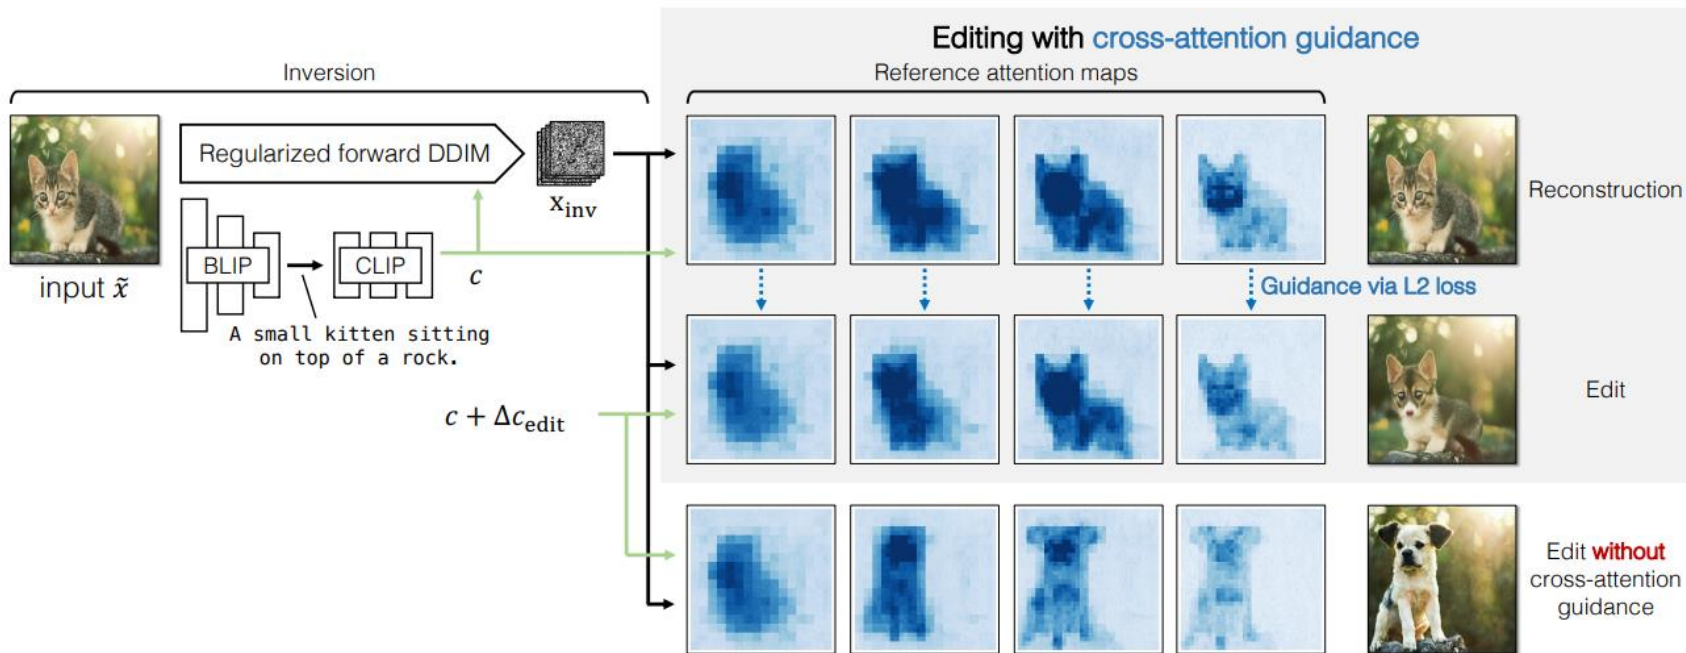 Editing with cross-attention guidance
Inversion
Reference attention maps
Regularized forward DDIM
x_inv
Reconstruction
BLIP
CLIP
c
input x̃
Guidance via L2 loss
A small kitten sitting
on top of a rock.
Edit
c + Δc_edit
Edit without
cross-attention
guidance